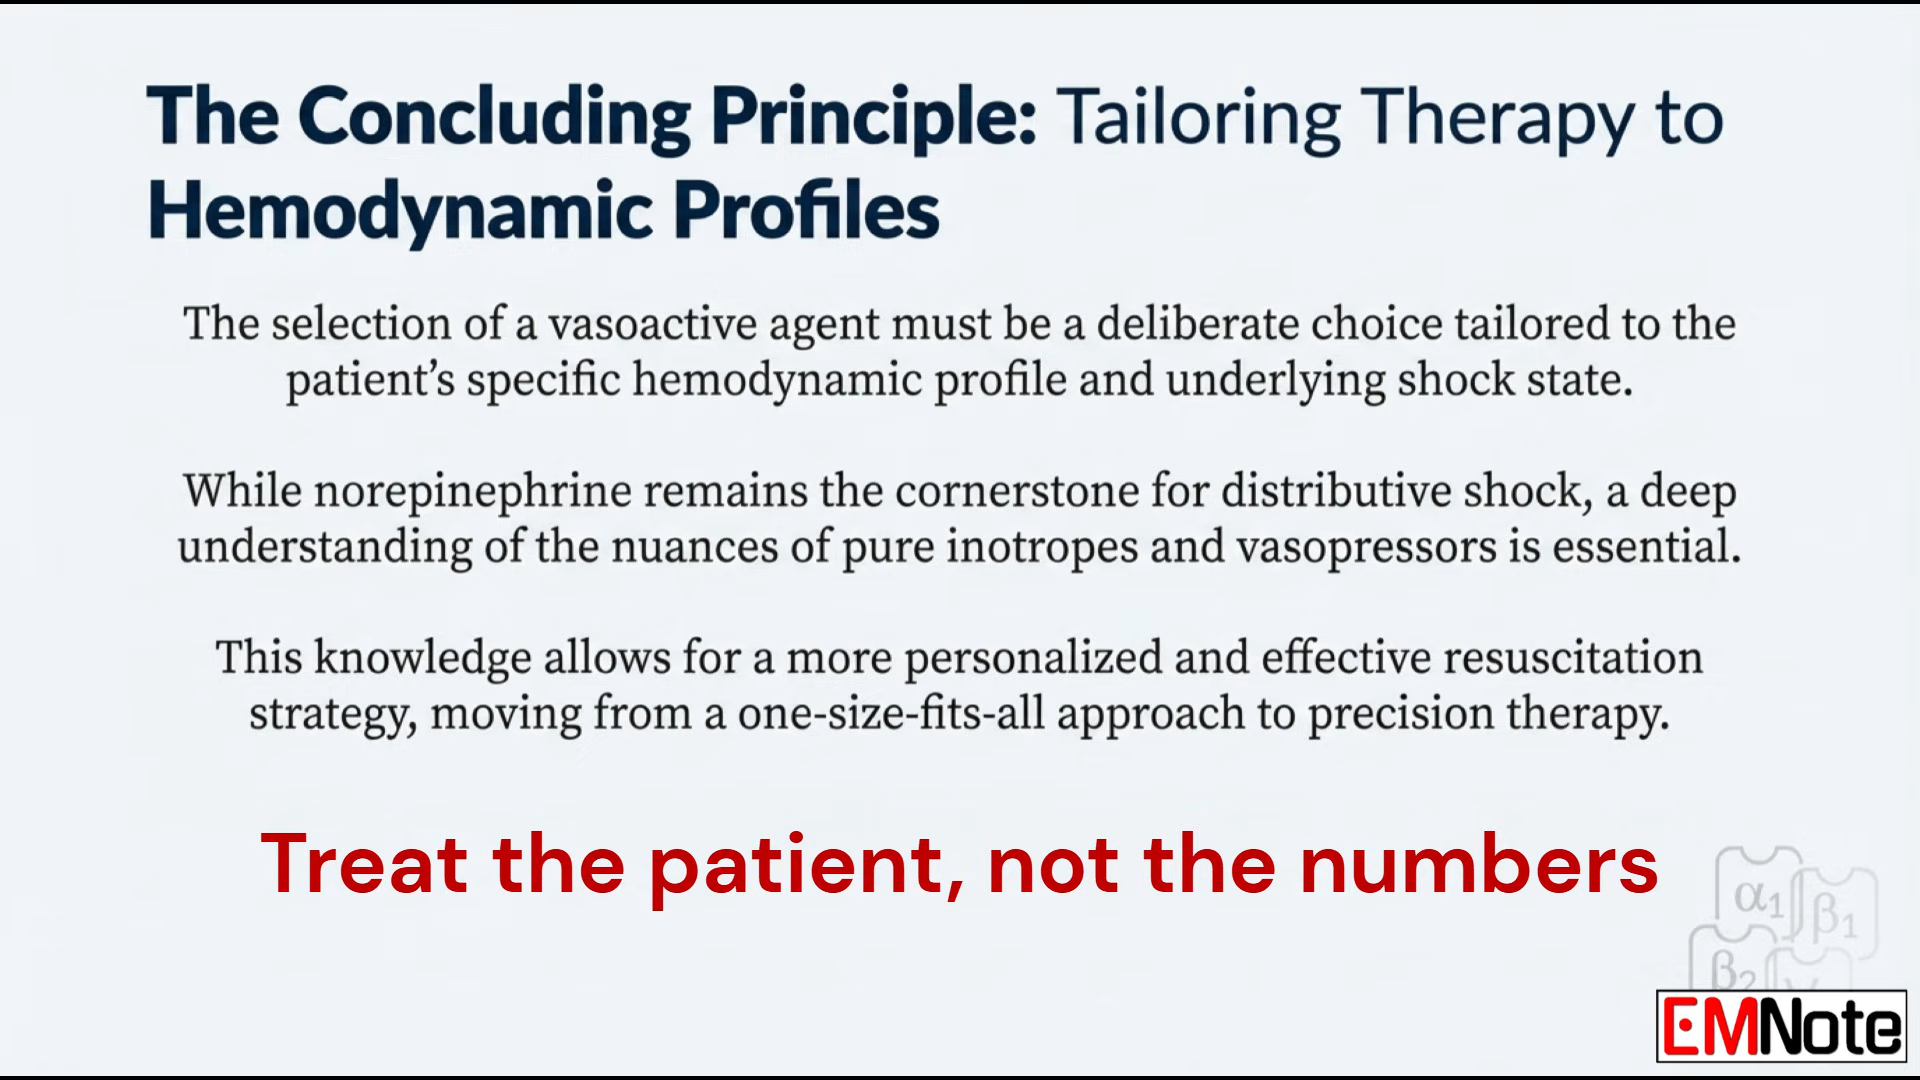 The Concluding Principle: Tailoring Therapy to
Hemodynamic Profiles
The selection of a vasoactive agent must be a deliberate choice tailored to the
patient’s specific hemodynamic profile and underlying shock state.
While norepinephrine remains the cornerstone for distributive shock, a deep
understanding of the nuances of pure inotropes and vasopressors is essential.
This knowledge allows for a more personalized and effective resuscitation
strategy, moving from a one-size-fits-all approach to precision therapy.
Treat the patient, not the numbers
α1 β1
β2
EMNote